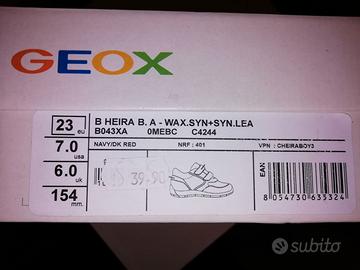 GEOX
23 eu
7.0 usa
6.0 uk
154 mm.
B HEIRA B. A - WAX.SYN+SYN.LEA
B043XA 0MEBC C4244
NAVY/DK RED NRF : 401 VPN : CHEIRABOY3
39.90
EAN
8 054730 635324
subito